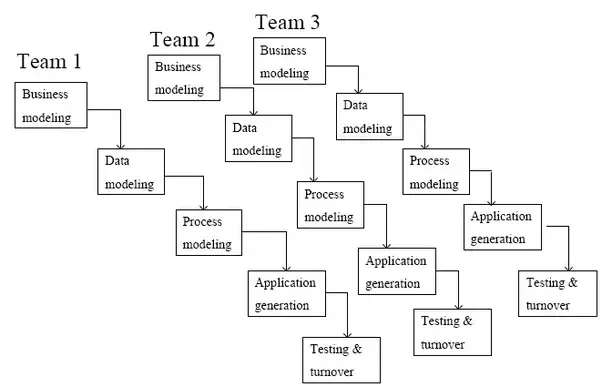 Team 1
Business
modeling
Data
modeling
Process
modeling
Application
generation
Testing &
turnover
Team 2
Business
modeling
Data
modeling
Process
modeling
Application
generation
Testing &
turnover
Team 3
Business
modeling
Data
modeling
Process
modeling
Application
generation
Testing &
turnover